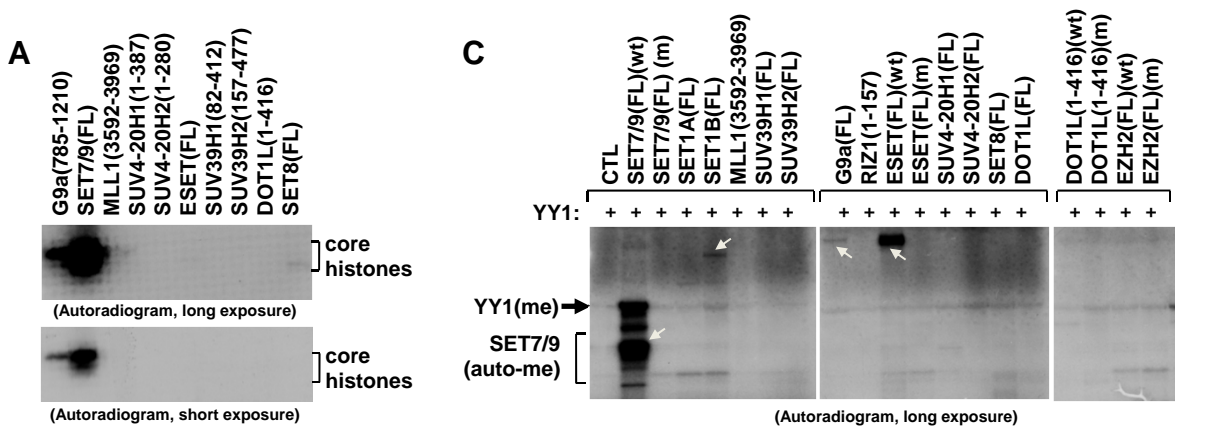 A
G9a(785-1210)
SET7/9(FL)
MLL1(3592-3969)
SUV4-20H1(1-387)
SUV4-20H2(1-280)
ESET(FL)
SUV39H1(82-412)
SUV39H2(157-477)
DOT1L(1-416)
SET8(FL)
core
histones
(Autoradiogram, long exposure)
core
histones
(Autoradiogram, short exposure)
C
CTL
SET7/9(FL)(wt)
SET7/9(FL) (m)
SET1A(FL)
SET1B(FL)
MLL1(3592-3969)
SUV39H1(FL)
SUV39H2(FL)
G9a(FL)
RIZ1(1-157)
ESET(FL)(wt)
ESET(FL)(m)
SUV4-20H1(FL)
SUV4-20H2(FL)
SET8(FL)
DOT1L(FL)
DOT1L(1-416)(wt)
DOT1L(1-416)(m)
EZH2(FL)(wt)
EZH2(FL)(m)
YY1: + + + + + + + + + + + + + + + + + + + +
YY1(me)
SET7/9
(auto-me)
(Autoradiogram, long exposure)